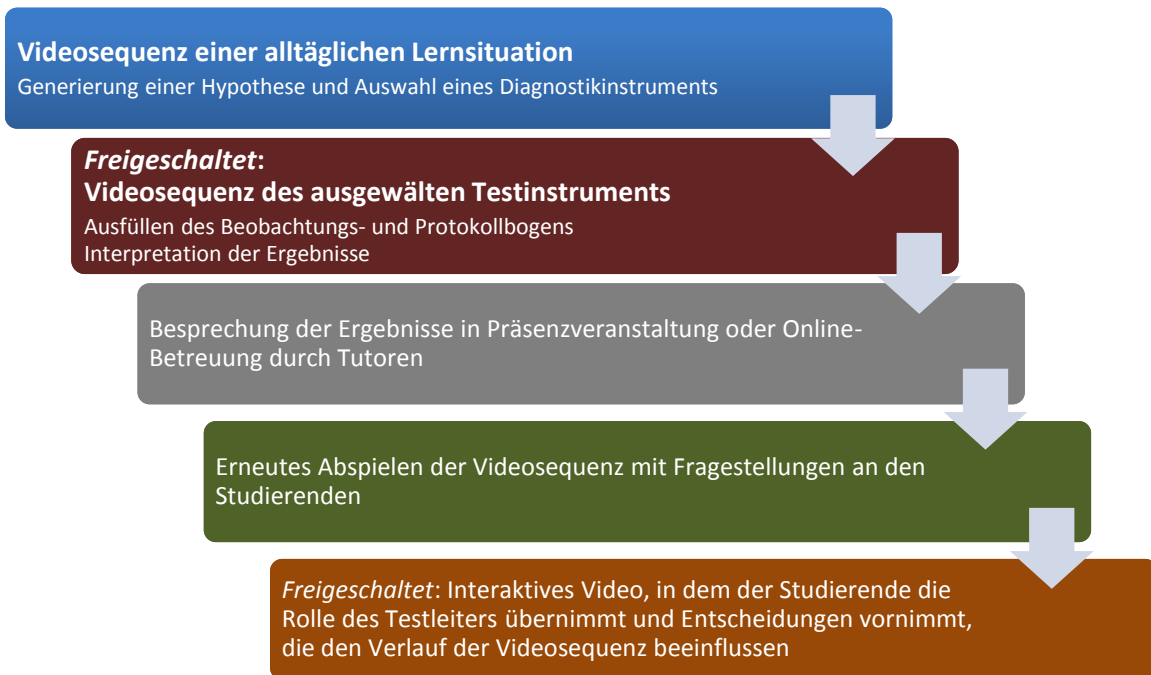 Videosequenz einer alltäglichen Lernsituation
Generierung einer Hypothese und Auswahl eines Diagnostikinstruments
Freigeschaltet:
Videosequenz des ausgewälten Testinstruments
Ausfüllen des Beobachtungs- und Protokollbogens
Interpretation der Ergebnisse
Besprechung der Ergebnisse in Präsenzveranstaltung oder Online-
Betreuung durch Tutoren
Erneutes Abspielen der Videosequenz mit Fragestellungen an den
Studierenden
Freigeschaltet: Interaktives Video, in dem der Studierende die
Rolle des Testleiters übernimmt und Entscheidungen vornimmt,
die den Verlauf der Videosequenz beeinflussen